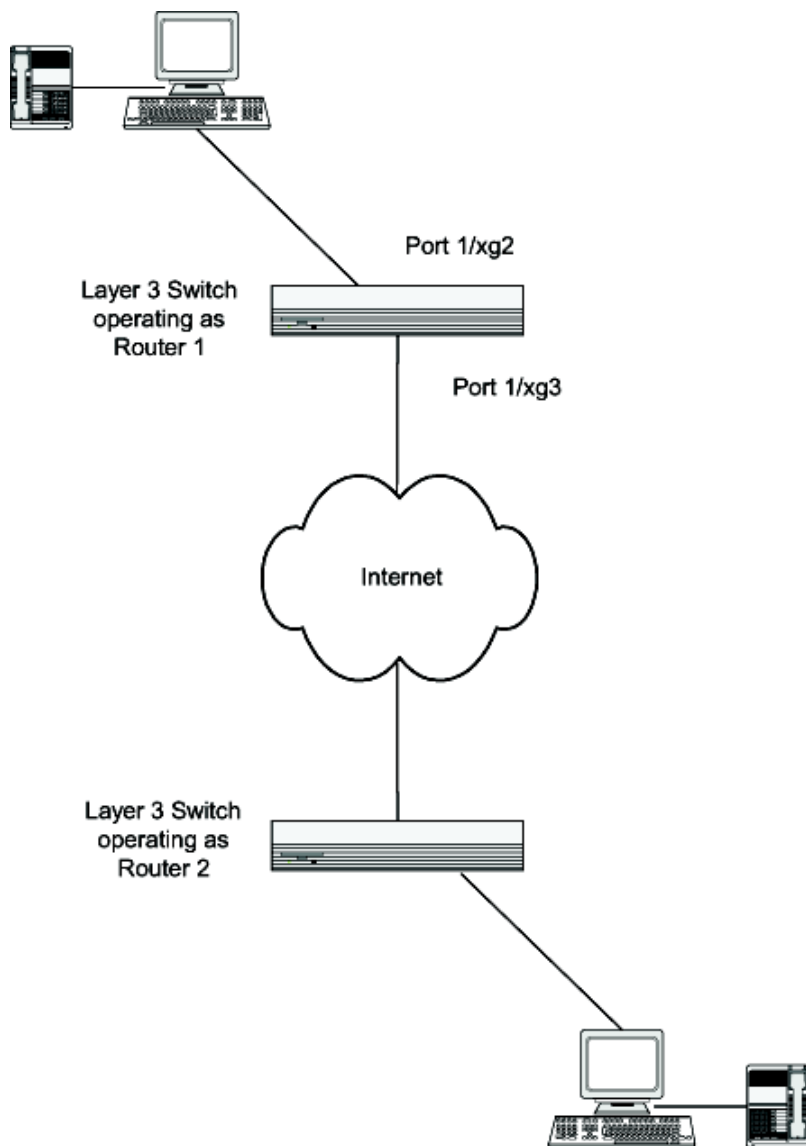 Port 1/xg2
Layer 3 Switch
operating as
Router 1
Port 1/xg3
Internet
Layer 3 Switch
operating as
Router 2